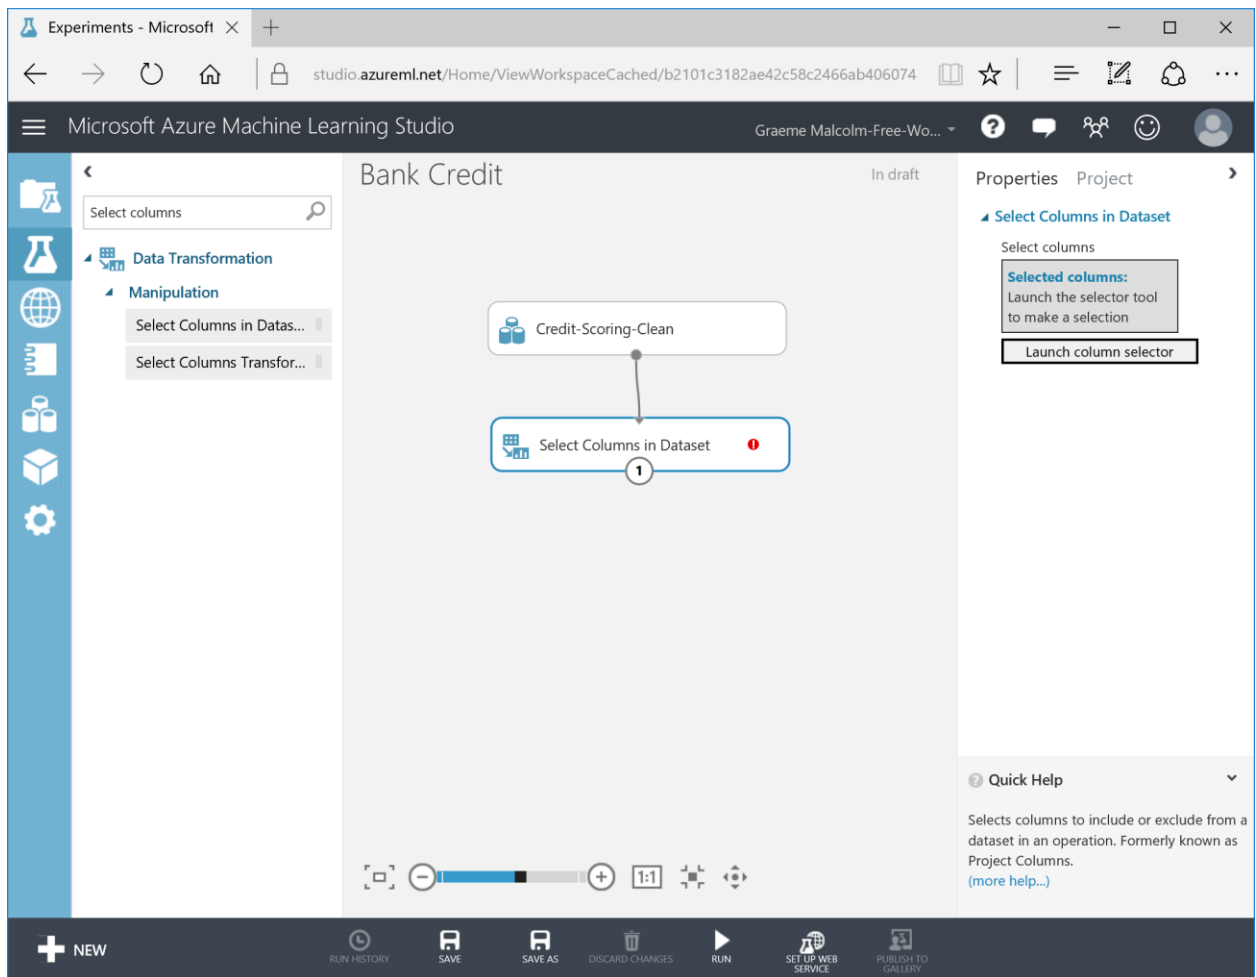 Experiments - Microsoft
studio.azureml.net/Home/ViewWorkspaceCached/b2101c3182ae42c58c2466ab406074
Microsoft Azure Machine Learning Studio
Graeme Malcolm-Free-Wo...
?
Select columns
Data Transformation
Manipulation
Select Columns in Datas...
Select Columns Transfor...
Bank Credit
In draft
Credit-Scoring-Clean
Select Columns in Dataset
1
1:1
Properties Project
Select Columns in Dataset
Select columns
Selected columns:
Launch the selector tool
to make a selection
Launch column selector
Quick Help
Selects columns to include or exclude from a
dataset in an operation. Formerly known as
Project Columns.
(more help...)
NEW
RUN HISTORY
SAVE
SAVE AS
DISCARD CHANGES
RUN
SET UP WEB
SERVICE
PUBLISH TO
GALLERY